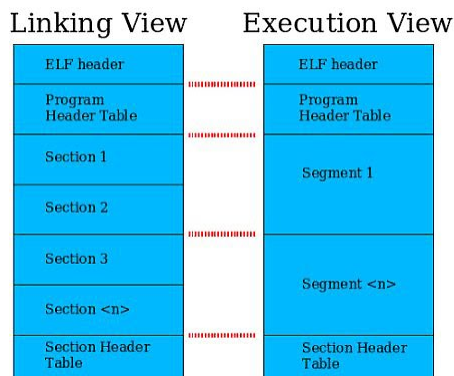 Linking View
ELF header
Program
Header Table
Section 1
Section 2
Section 3
Section <n>
Section Header
Table
Execution View
ELF header
Program
Header Table
Segment 1
Segment <n>
Section Header
Table